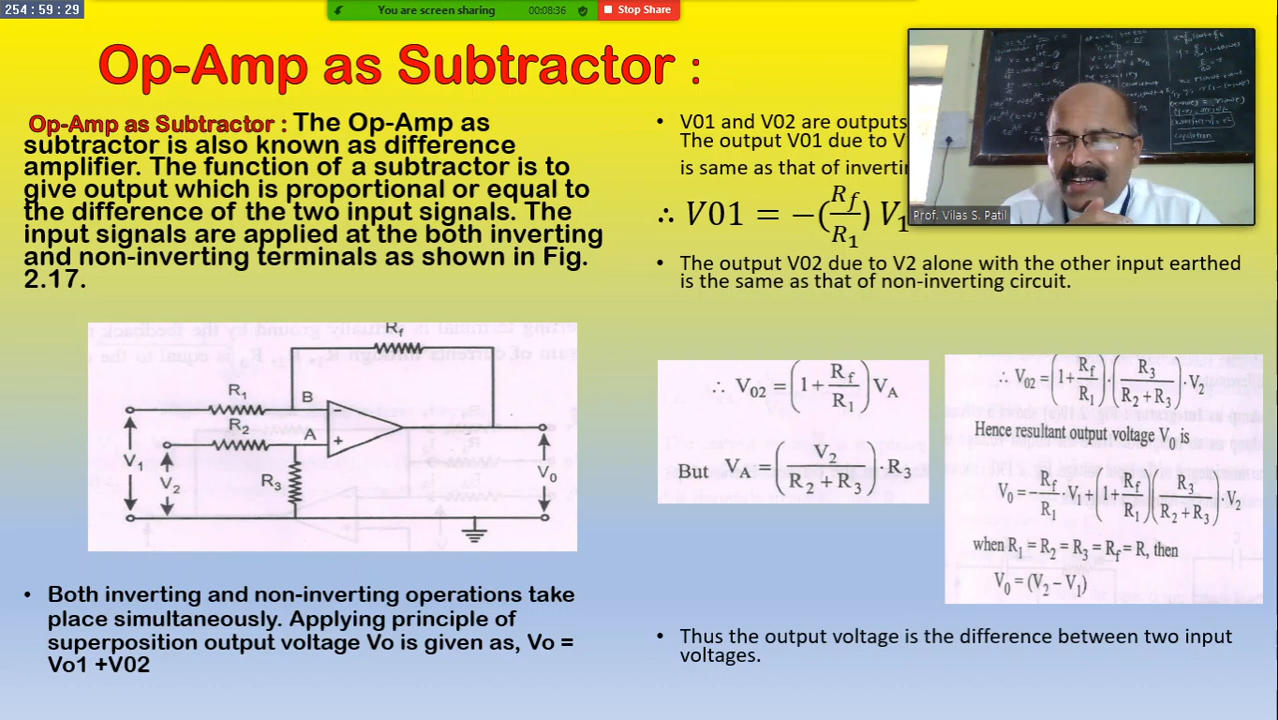 254:59:29
You are screen sharing
00:08:36
Stop Share
Op-Amp as Subtractor :
Op-Amp as Subtractor : The Op-Amp as
subtractor is also known as difference
amplifier. The function of a subtractor is to
give output which is proportional or equal to
the difference of the two input signals. The
input signals are applied at the both inverting
and non-inverting terminals as shown in Fig.
2.17.
Rf
R1
B
R2
A
−
+
V1
V2
R3
V0
• Both inverting and non-inverting operations take
place simultaneously. Applying principle of
superposition output voltage Vo is given as, Vo =
Vo1 +V02
• V01 and V02 are outputs
The output V01 due to V
is same as that of inverti
∴ V01 = −(Rf/R1) V1
Prof. Vilas S. Patil
• The output V02 due to V2 alone with the other input earthed
is the same as that of non-inverting circuit.
∴ V02 = (1 + Rf/R1) VA
But VA = (V2/(R2 + R3)) · R3
∴ V02 = (1 + Rf/R1) · (R3/(R2 + R3)) · V2
Hence resultant output voltage V0 is
V0 = − Rf/R1 · V1 + (1 + Rf/R1) (R3/(R2 + R3)) · V2
when R1 = R2 = R3 = Rf = R, then
V0 = (V2 − V1)
• Thus the output voltage is the difference between two input
voltages.